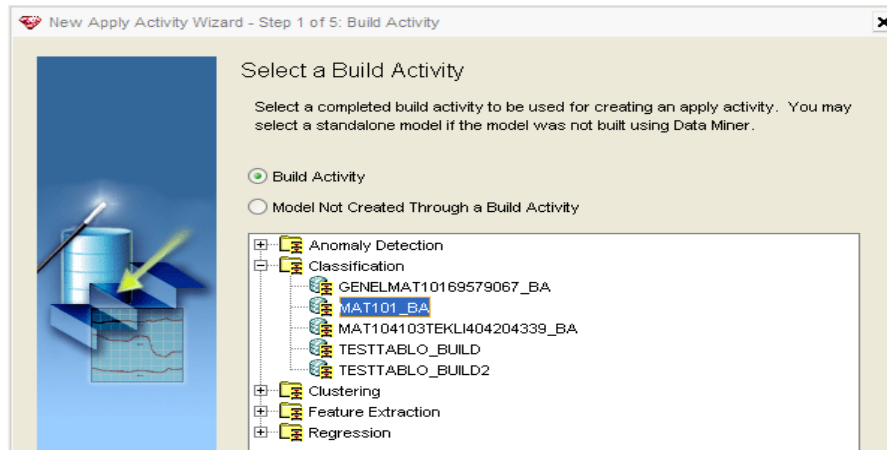 New Apply Activity Wizard - Step 1 of 5: Build Activity
Select a Build Activity
Select a completed build activity to be used for creating an apply activity. You may
select a standalone model if the model was not built using Data Miner.
Build Activity
Model Not Created Through a Build Activity
Anomaly Detection
Classification
GENELMAT10169579067_BA
MAT101_BA
MAT104103TEKLI404204339_BA
TESTTABLO_BUILD
TESTTABLO_BUILD2
Clustering
Feature Extraction
Regression